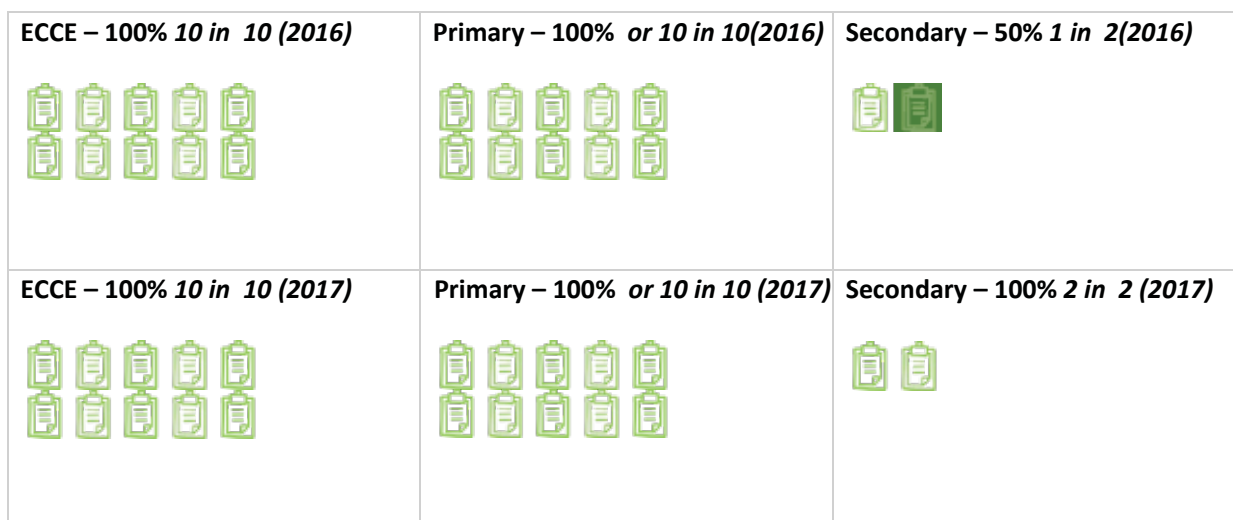 ECCE – 100% 10 in  10 (2016)
Primary – 100%  or 10 in 10(2016)
Secondary – 50% 1 in  2(2016)
ECCE – 100% 10 in  10 (2017)
Primary – 100%  or 10 in 10 (2017)
Secondary – 100% 2 in  2 (2017)